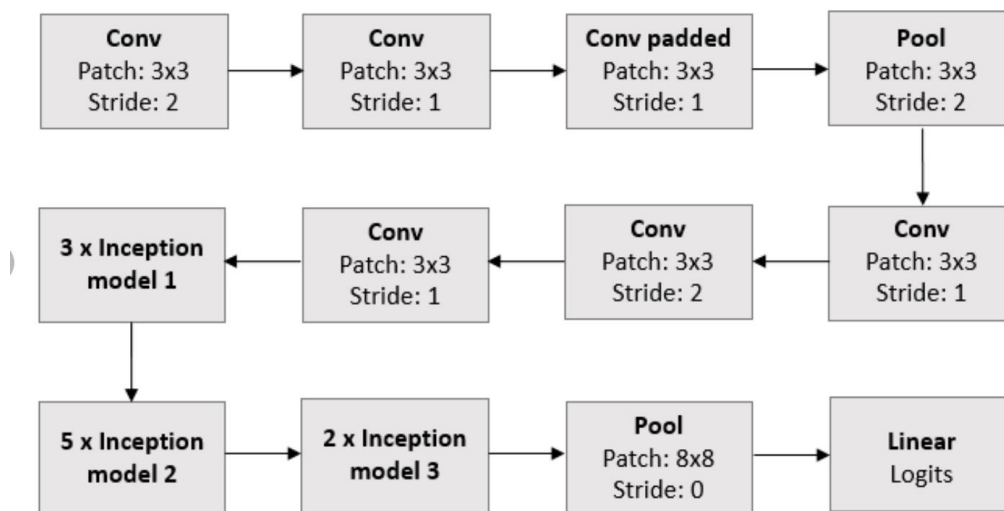 Conv
Patch: 3x3
Stride: 2
Conv
Patch: 3x3
Stride: 1
Conv padded
Patch: 3x3
Stride: 1
Pool
Patch: 3x3
Stride: 2
Conv
Patch: 3x3
Stride: 1
Conv
Patch: 3x3
Stride: 2
Conv
Patch: 3x3
Stride: 1
3 x Inception
model 1
5 x Inception
model 2
2 x Inception
model 3
Pool
Patch: 8x8
Stride: 0
Linear
Logits